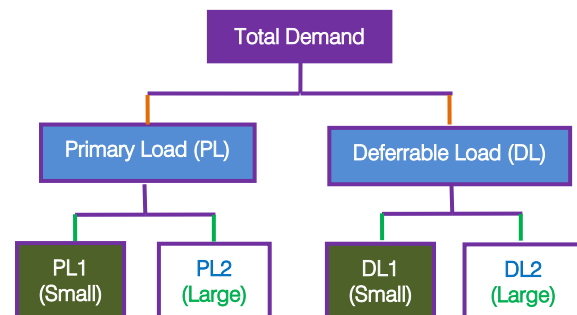 Total Demand
Primary Load (PL)
Deferrable Load (DL)
PL1
(Small)
PL2
(Large)
DL1
(Small)
DL2
(Large)